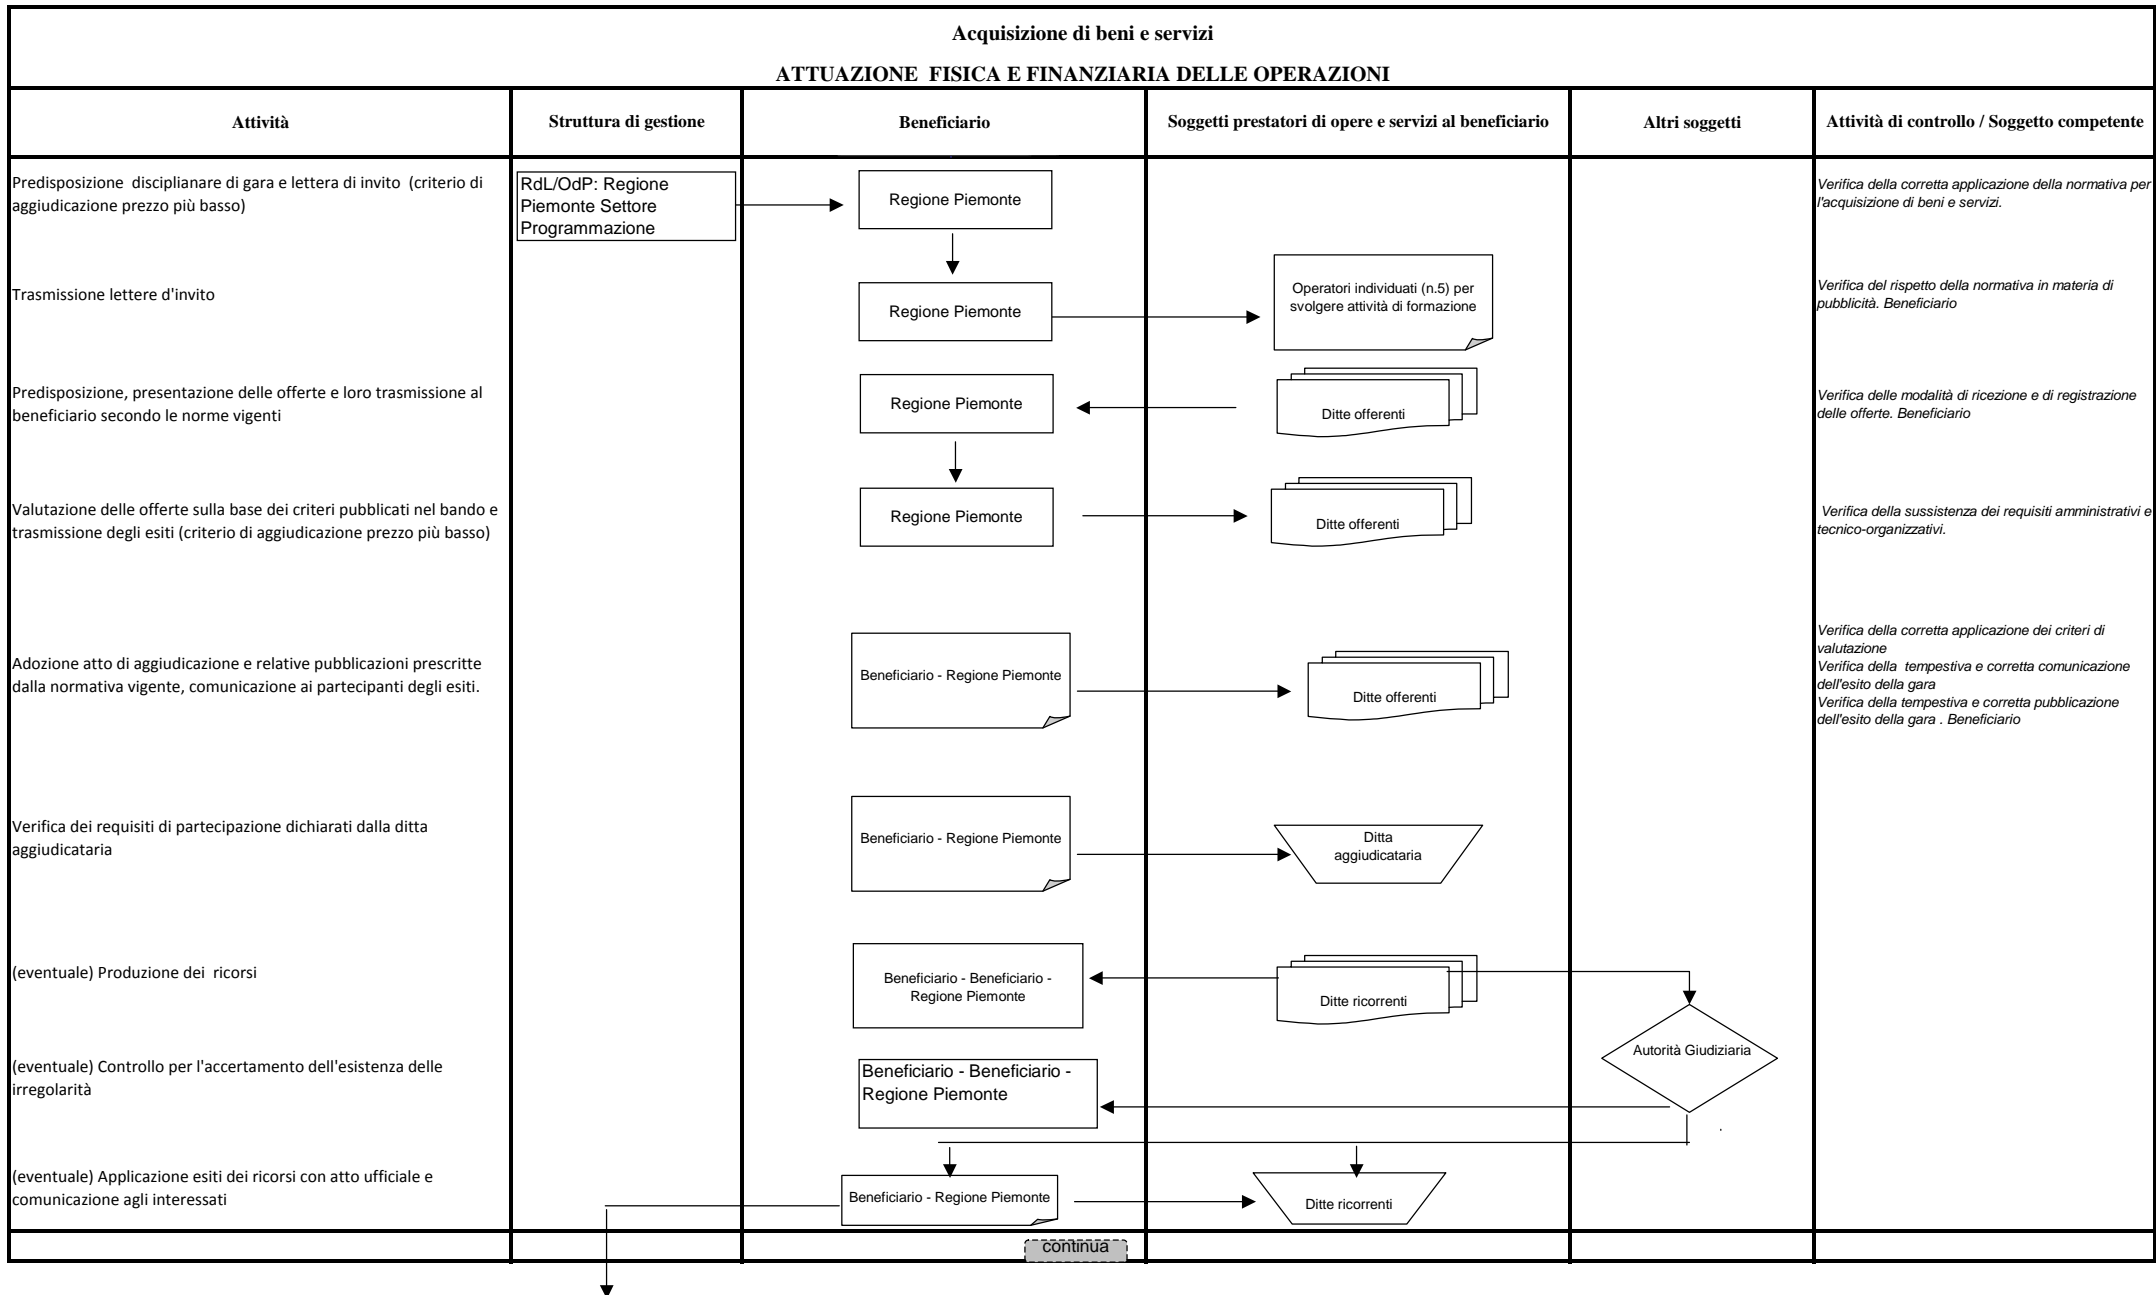 Acquisizione di beni e servizi
ATTUAZIONE FISICA E FINANZIARIA DELLE OPERAZIONI
Attività
Struttura di gestione
Beneficiario
Soggetti prestatori di opere e servizi al beneficiario
Altri soggetti
Attività di controllo / Soggetto competente
Predisposizione disciplianare di gara e lettera di invito (criterio di
aggiudicazione prezzo più basso)
RdL/OdP: Regione
Piemonte Settore
Programmazione
Regione Piemonte
Verifica della corretta applicazione della normativa per
l'acquisizione di beni e servizi.
Trasmissione lettere d'invito
Regione Piemonte
Operatori individuati (n.5) per
svolgere attività di formazione
Verifica del rispetto della normativa in materia di
pubblicità. Beneficiario
Predisposizione, presentazione delle offerte e loro trasmissione al
beneficiario secondo le norme vigenti
Regione Piemonte
Ditte offerenti
Verifica delle modalità di ricezione e di registrazione
delle offerte. Beneficiario
Valutazione delle offerte sulla base dei criteri pubblicati nel bando e
trasmissione degli esiti (criterio di aggiudicazione prezzo più basso)
Regione Piemonte
Ditte offerenti
Verifica della sussistenza dei requisiti amministrativi e
tecnico-organizzativi.
Adozione atto di aggiudicazione e relative pubblicazioni prescritte
dalla normativa vigente, comunicazione ai partecipanti degli esiti.
Beneficiario - Regione Piemonte
Ditte offerenti
Verifica della corretta applicazione dei criteri di
valutazione
Verifica della tempestiva e corretta comunicazione
dell'esito della gara
Verifica della tempestiva e corretta pubblicazione
dell'esito della gara . Beneficiario
Verifica dei requisiti di partecipazione dichiarati dalla ditta
aggiudicataria
Beneficiario - Regione Piemonte
Ditta
aggiudicataria
(eventuale) Produzione dei ricorsi
Beneficiario - Beneficiario -
Regione Piemonte
Ditte ricorrenti
Autorità Giudiziaria
(eventuale) Controllo per l'accertamento dell'esistenza delle
irregolarità
Beneficiario - Beneficiario -
Regione Piemonte
(eventuale) Applicazione esiti dei ricorsi con atto ufficiale e
comunicazione agli interessati
Beneficiario - Regione Piemonte
Ditte ricorrenti
continua